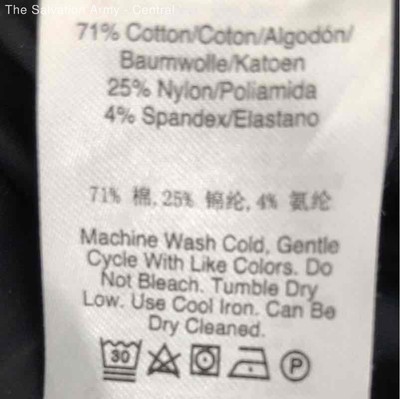 The Salvation Army - Central
71% Cotton/Coton/Algodón/
Baumwolle/Katoen
25% Nylon/Poliamida
4% Spandex/Elastano
71% 棉, 25% 锦纶, 4% 氨纶
Machine Wash Cold, Gentle
Cycle With Like Colors. Do
Not Bleach. Tumble Dry
Low. Use Cool Iron. Can Be
Dry Cleaned.
30 P